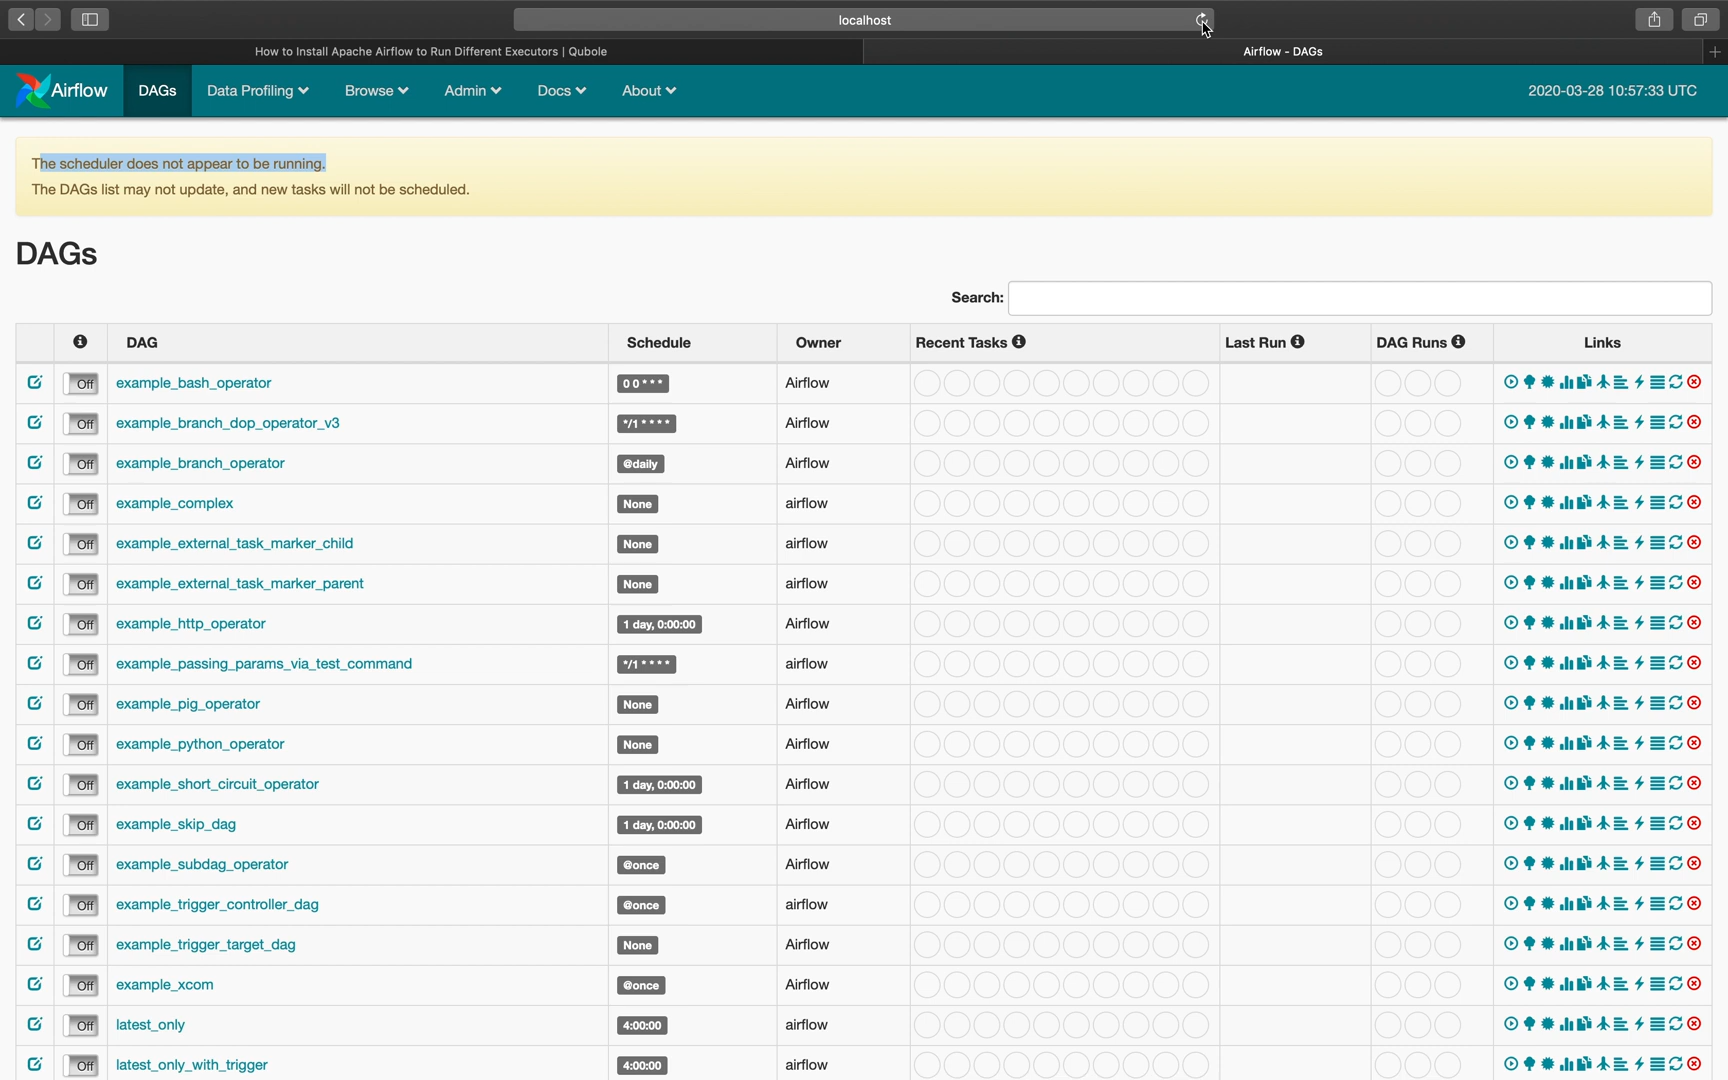 localhost
How to Install Apache Airflow to Run Different Executors | Qubole
Airflow - DAGs
Airflow DAGs Data Profiling Browse Admin Docs About 2020-03-28 10:57:33 UTC
The scheduler does not appear to be running.
The DAGs list may not update, and new tasks will not be scheduled.
DAGs
Search:
DAG Schedule Owner Recent Tasks Last Run DAG Runs Links
Off example_bash_operator 0 0 * * * Airflow
Off example_branch_dop_operator_v3 */1 * * * * Airflow
Off example_branch_operator @daily Airflow
Off example_complex None airflow
Off example_external_task_marker_child None airflow
Off example_external_task_marker_parent None airflow
Off example_http_operator 1 day, 0:00:00 Airflow
Off example_passing_params_via_test_command */1 * * * * airflow
Off example_pig_operator None Airflow
Off example_python_operator None Airflow
Off example_short_circuit_operator 1 day, 0:00:00 Airflow
Off example_skip_dag 1 day, 0:00:00 Airflow
Off example_subdag_operator @once Airflow
Off example_trigger_controller_dag @once airflow
Off example_trigger_target_dag None Airflow
Off example_xcom @once Airflow
Off latest_only 4:00:00 airflow
Off latest_only_with_trigger 4:00:00 airflow